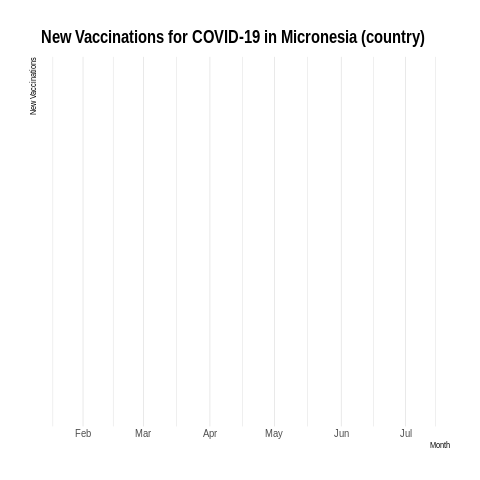 New Vaccinations for COVID-19 in Micronesia (country)
New Vaccinations
Feb Mar Apr May Jun Jul
Month